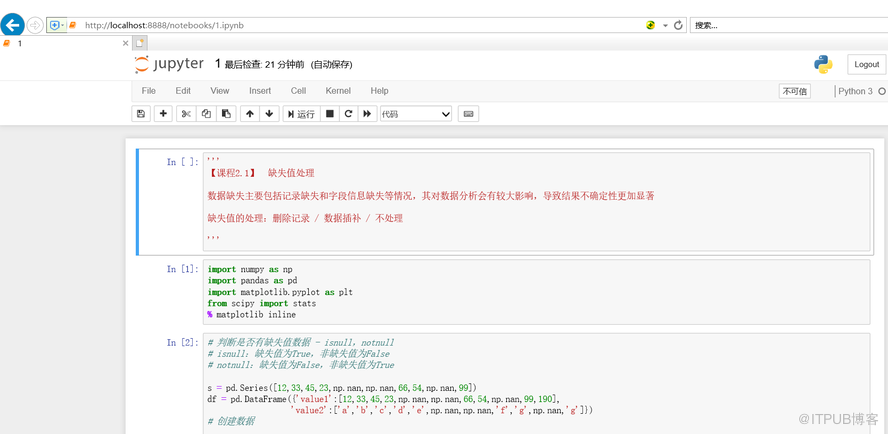 http://localhost:8888/notebooks/1.ipynb
搜索...
1
jupyter 1 最后检查: 21 分钟前 (自动保存)
Logout
File Edit View Insert Cell Kernel Help
不可信
Python 3
运行
代码
In [ ]:
'''
【课程2.1】 缺失值处理
数据缺失主要包括记录缺失和字段信息缺失等情况，其对数据分析会有较大影响，导致结果不确定性更加显著
缺失值的处理：删除记录 / 数据插补 / 不处理
'''
In [1]:
import numpy as np
import pandas as pd
import matplotlib.pyplot as plt
from scipy import stats
% matplotlib inline
In [2]:
# 判断是否有缺失值数据 - isnull，notnull
# isnull：缺失值为True，非缺失值为False
# notnull：缺失值为False，非缺失值为True
s = pd.Series([12,33,45,23,np.nan,np.nan,66,54,np.nan,99])
df = pd.DataFrame({'value1':[12,33,45,23,np.nan,np.nan,66,54,np.nan,99,190],
'value2':['a','b','c','d','e',np.nan,np.nan,'f','g',np.nan,'g']})
# 创建数据
@ITPUB博客